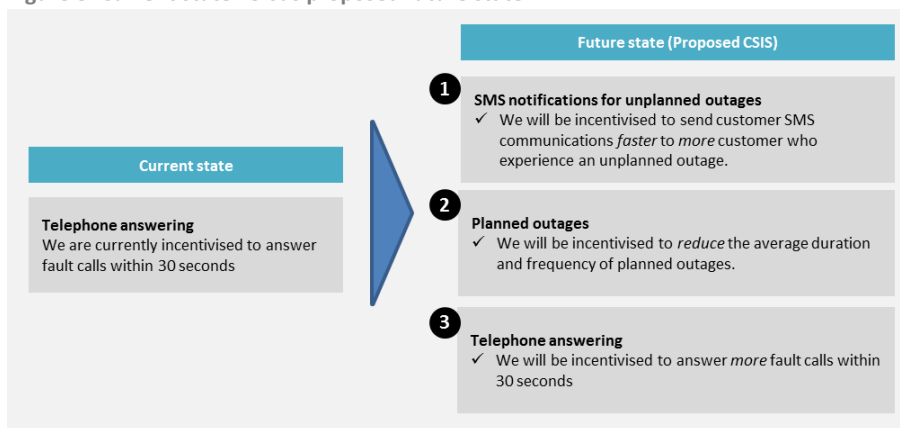 Current state
Telephone answering
We are currently incentivised to answer
fault calls within 30 seconds
Future state (Proposed CSIS)
1
SMS notifications for unplanned outages
✓ We will be incentivised to send customer SMS
communications faster to more customer who
experience an unplanned outage.
2
Planned outages
✓ We will be incentivised to reduce the average duration
and frequency of planned outages.
3
Telephone answering
✓ We will be incentivised to answer more fault calls within
30 seconds